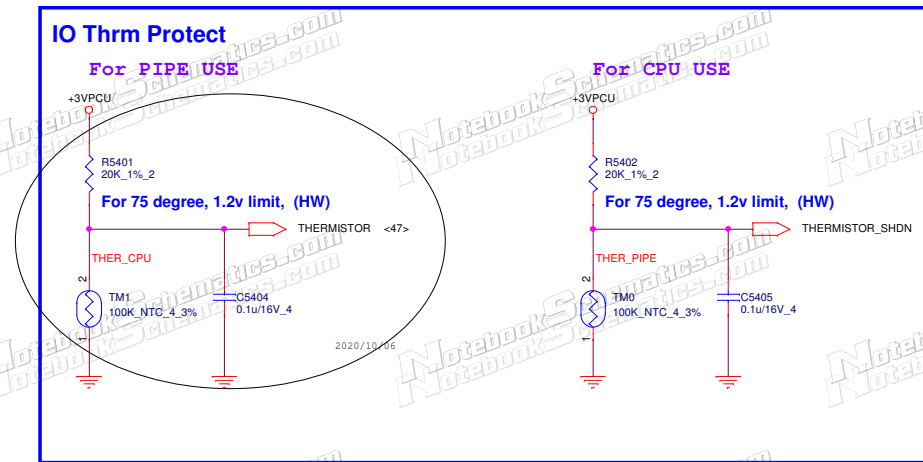 IO Thrm Protect
For PIPE USE
+3VPCU
R5401
20K_1%_2
For 75 degree, 1.2v limit, (HW)
THERMISTOR <47>
THER_CPU
2
TM1
100K_NTC_4_3%
1
C5404
0.1u/16V_4
2020/10/06
For CPU USE
+3VPCU
R5402
20K_1%_2
For 75 degree, 1.2v limit, (HW)
THERMISTOR_SHDN
THER_PIPE
2
TM0
100K_NTC_4_3%
1
C5405
0.1u/16V_4
NotebookSchematics.com